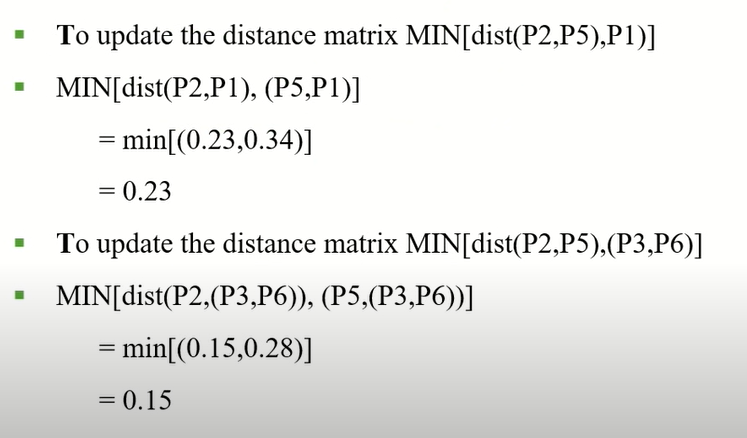 ▪ To update the distance matrix MIN[dist(P2,P5),P1)]
▪ MIN[dist(P2,P1), (P5,P1)]
= min[(0.23,0.34)]
= 0.23
▪ To update the distance matrix MIN[dist(P2,P5),(P3,P6)]
▪ MIN[dist(P2,(P3,P6)), (P5,(P3,P6))]
= min[(0.15,0.28)]
= 0.15